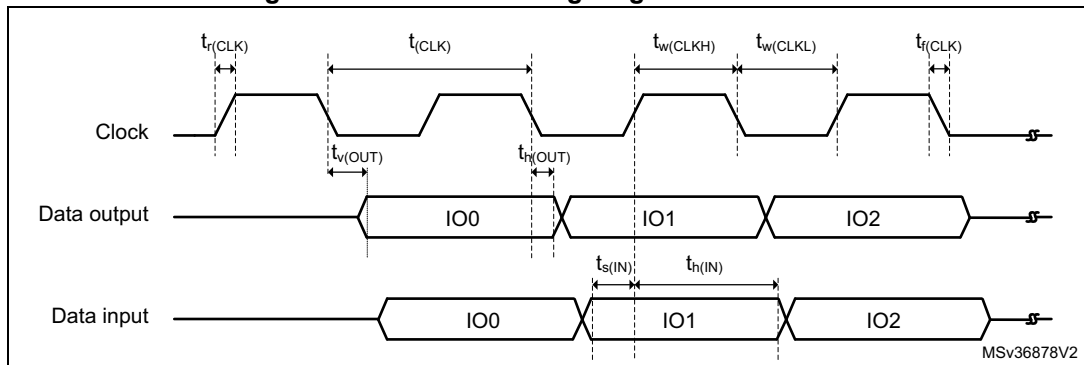 t_r(CLK) t_(CLK) t_w(CLKH) t_w(CLKL) t_f(CLK)
Clock
t_v(OUT) t_h(OUT)
Data output IO0 IO1 IO2
t_s(IN) t_h(IN)
Data input IO0 IO1 IO2
MSv36878V2